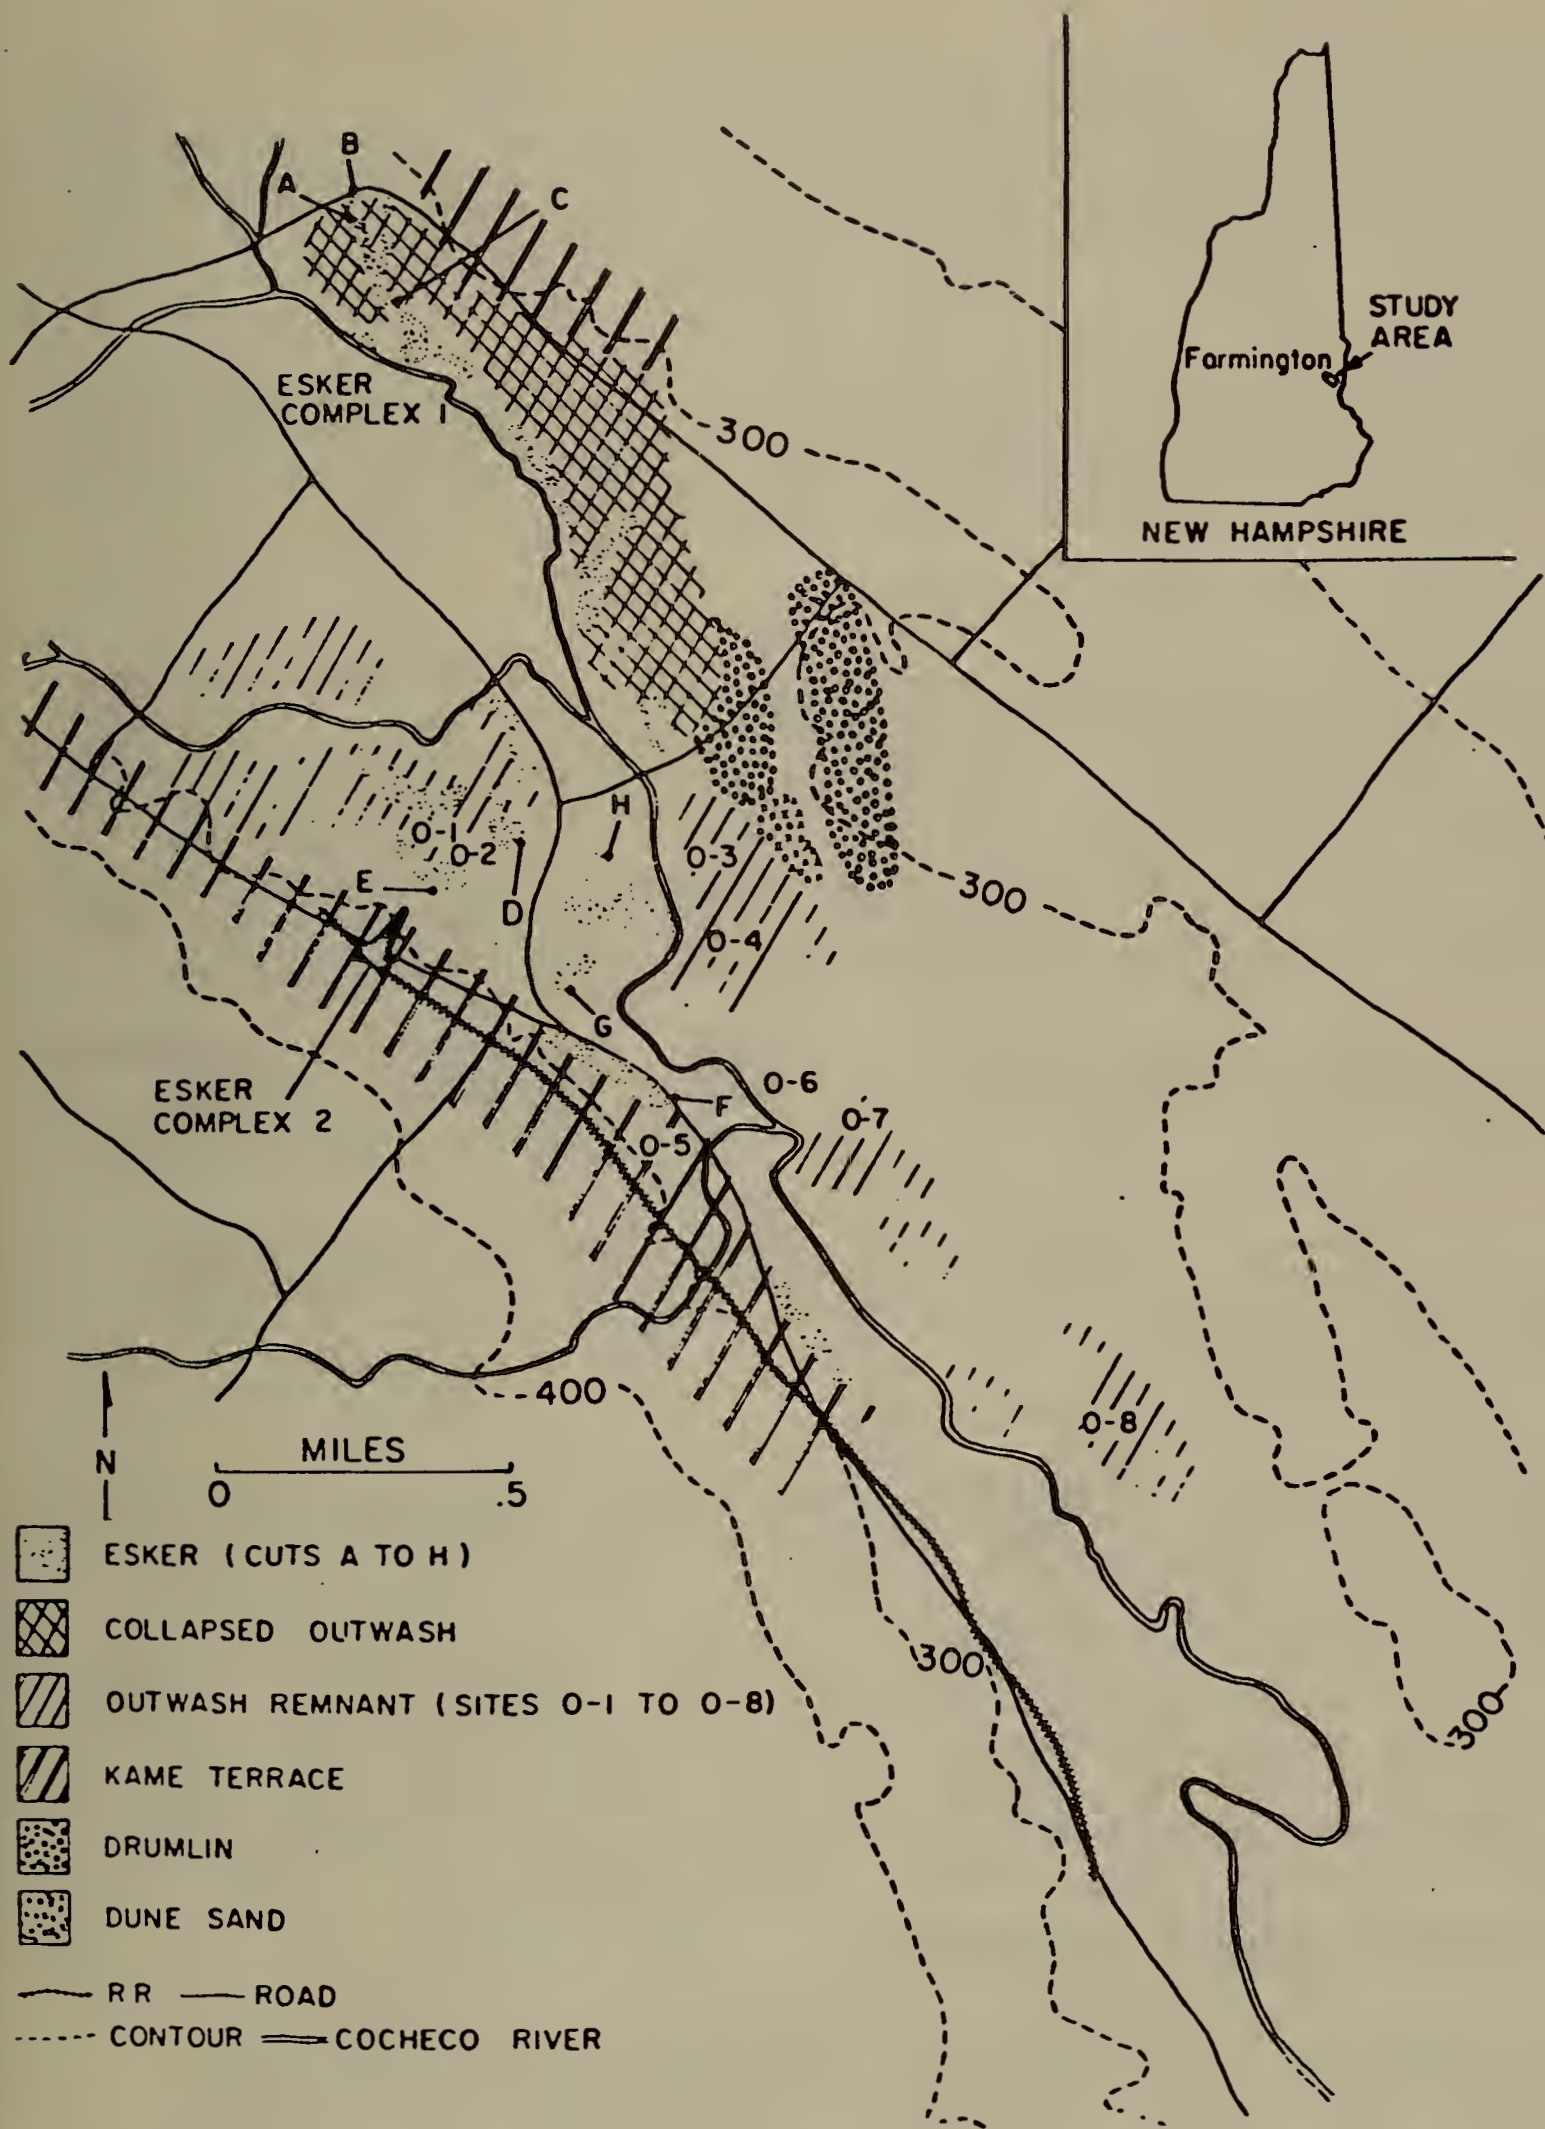 B
A
C
STUDY
AREA
Farmington
NEW HAMPSHIRE
ESKER
COMPLEX 1
300
H
O-1
O-2
O-3
E
D
300
O-4
G
ESKER
COMPLEX 2
O-6
F
O-7
O-5
400
O-8
N
MILES
0 .5
ESKER (CUTS A TO H)
COLLAPSED OUTWASH
OUTWASH REMNANT (SITES O-1 TO O-8)
300
300
KAME TERRACE
DRUMLIN
DUNE SAND
RR ROAD
CONTOUR COCHECO RIVER